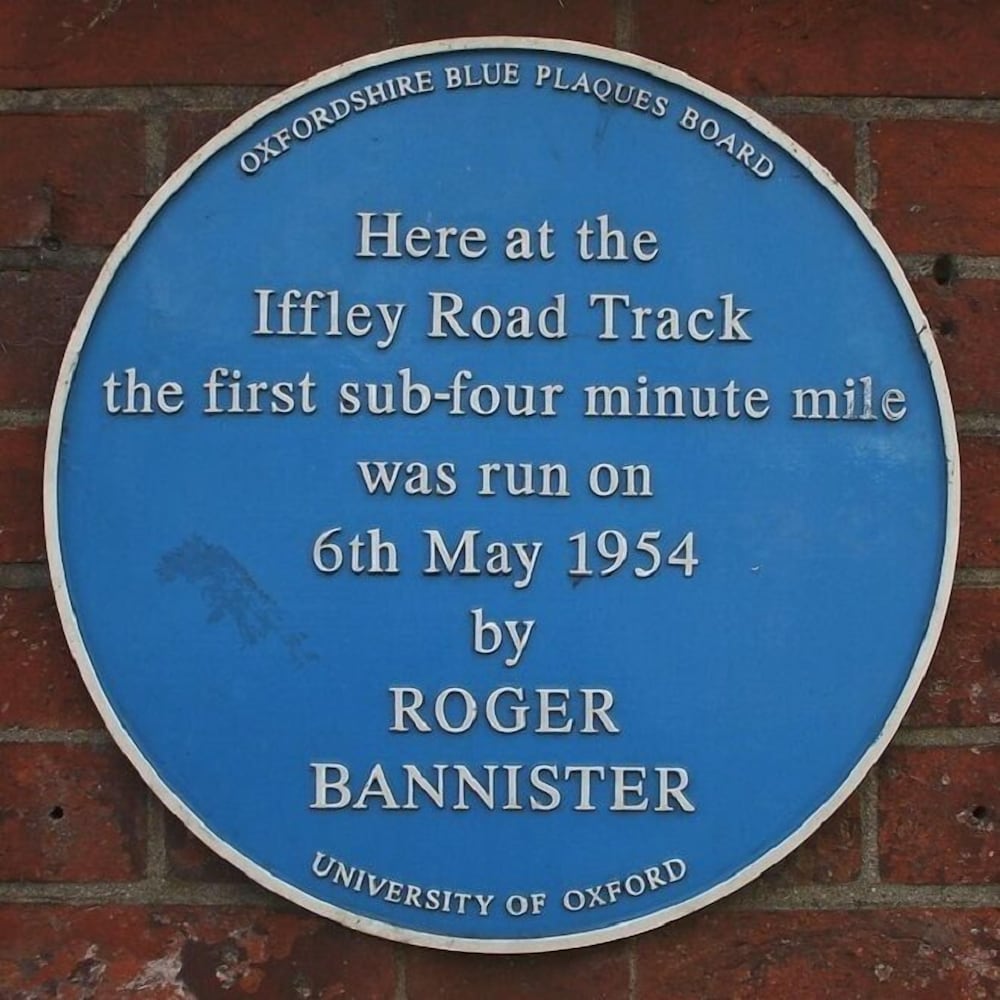 OXFORDSHIRE BLUE PLAQUES BOARD
Here at the
Iffley Road Track
the first sub-four minute mile
was run on
6th May 1954
by
ROGER
BANNISTER
UNIVERSITY OF OXFORD